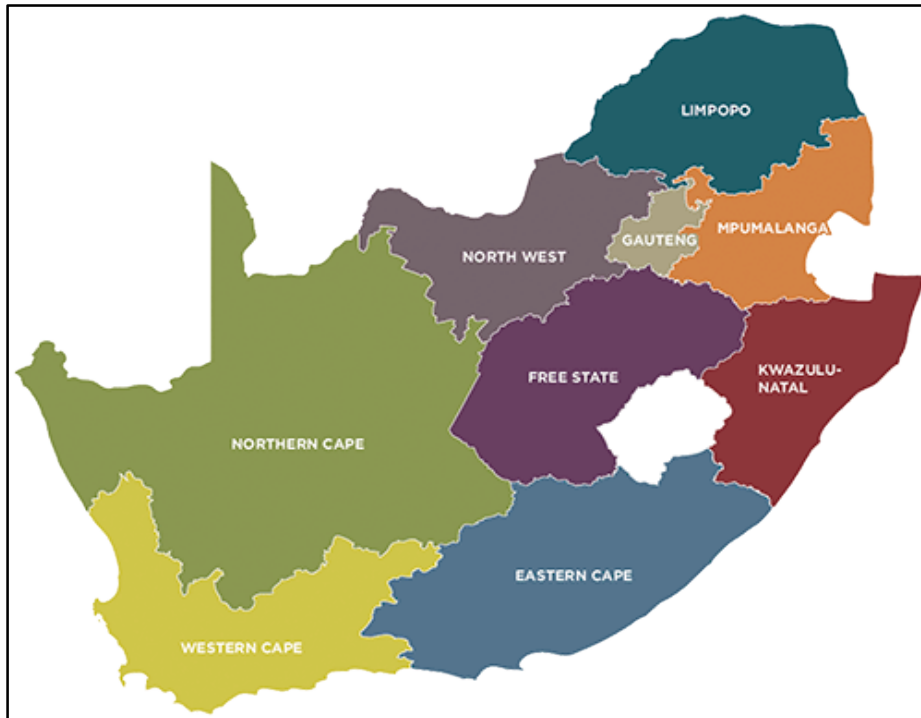 LIMPOPO
MPUMALANGA
GAUTENG
NORTH WEST
FREE STATE
KWAZULU-
NATAL
NORTHERN CAPE
EASTERN CAPE
WESTERN CAPE